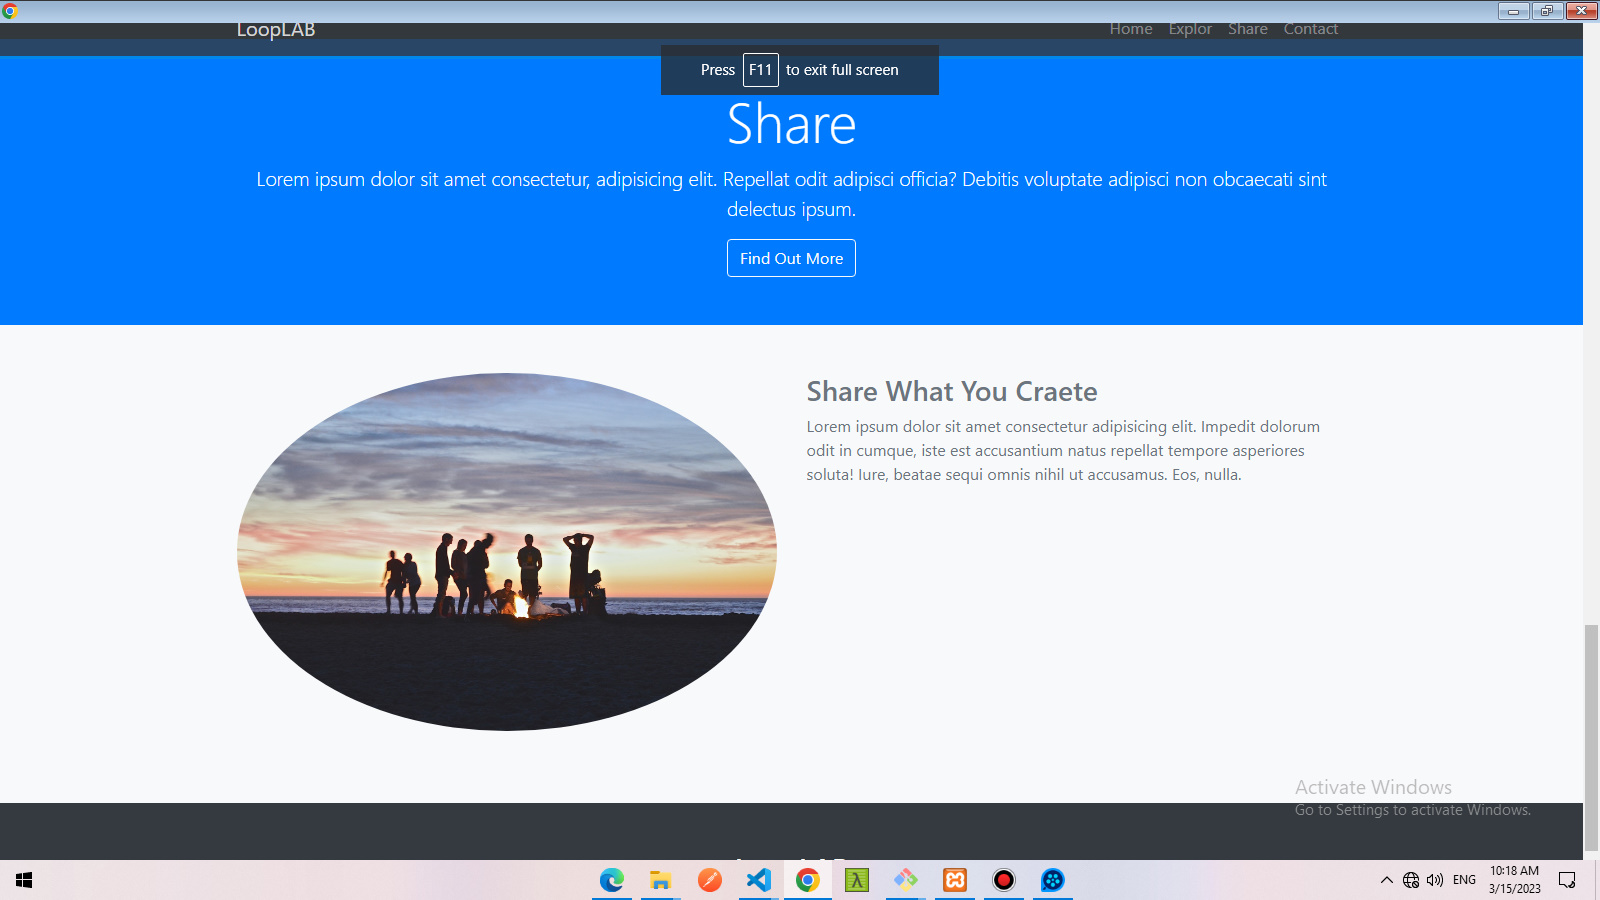 LoopLAB
Home Explor Share Contact
Press F11 to exit full screen
Share
Lorem ipsum dolor sit amet consectetur, adipisicing elit. Repellat odit adipisci officia? Debitis voluptate adipisci non obcaecati sint
delectus ipsum.
Find Out More
Share What You Craete
Lorem ipsum dolor sit amet consectetur adipisicing elit. Impedit dolorum
odit in cumque, iste est accusantium natus repellat tempore asperiores
soluta! Iure, beatae sequi omnis nihil ut accusamus. Eos, nulla.
Activate Windows
Go to Settings to activate Windows.
ENG
10:18 AM
3/15/2023